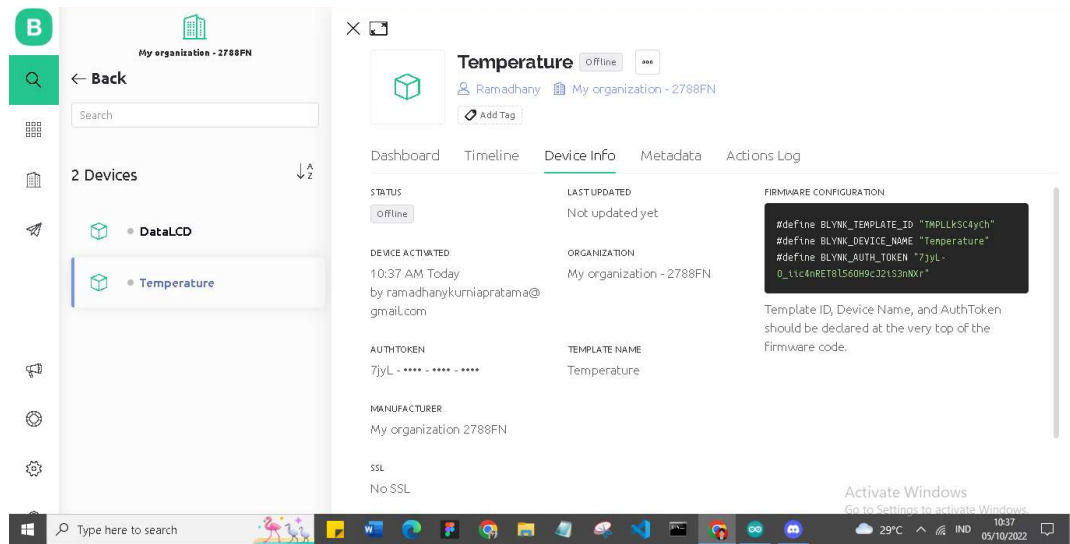 B
My organization - 2788FN
← Back
Search
2 Devices
A
Z
DataLCD
Temperature
Temperature Offline
Ramadhany My organization - 2788FN
Add Tag
Dashboard Timeline Device Info Metadata Actions Log
STATUS
Offline
LAST UPDATED
Not updated yet
FIRMWARE CONFIGURATION
#define BLYNK_TEMPLATE_ID "TMPLLkSC4yCh"
#define BLYNK_DEVICE_NAME "Temperature"
#define BLYNK_AUTH_TOKEN "7jyL-
O_iic4nRET8l56OH9cJ2iS3nNXr"
Template ID, Device Name, and AuthToken
should be declared at the very top of the
firmware code.
DEVICE ACTIVATED
10:37 AM Today
by ramadhanykurniapratama@
gmail.com
ORGANIZATION
My organization - 2788FN
AUTHTOKEN
7jyL - •••• - •••• - ••••
TEMPLATE NAME
Temperature
MANUFACTURER
My organization 2788FN
SSL
No SSL
Activate Windows
Go to Settings to activate Windows.
Type here to search
29°C IND 10:37
05/10/2022